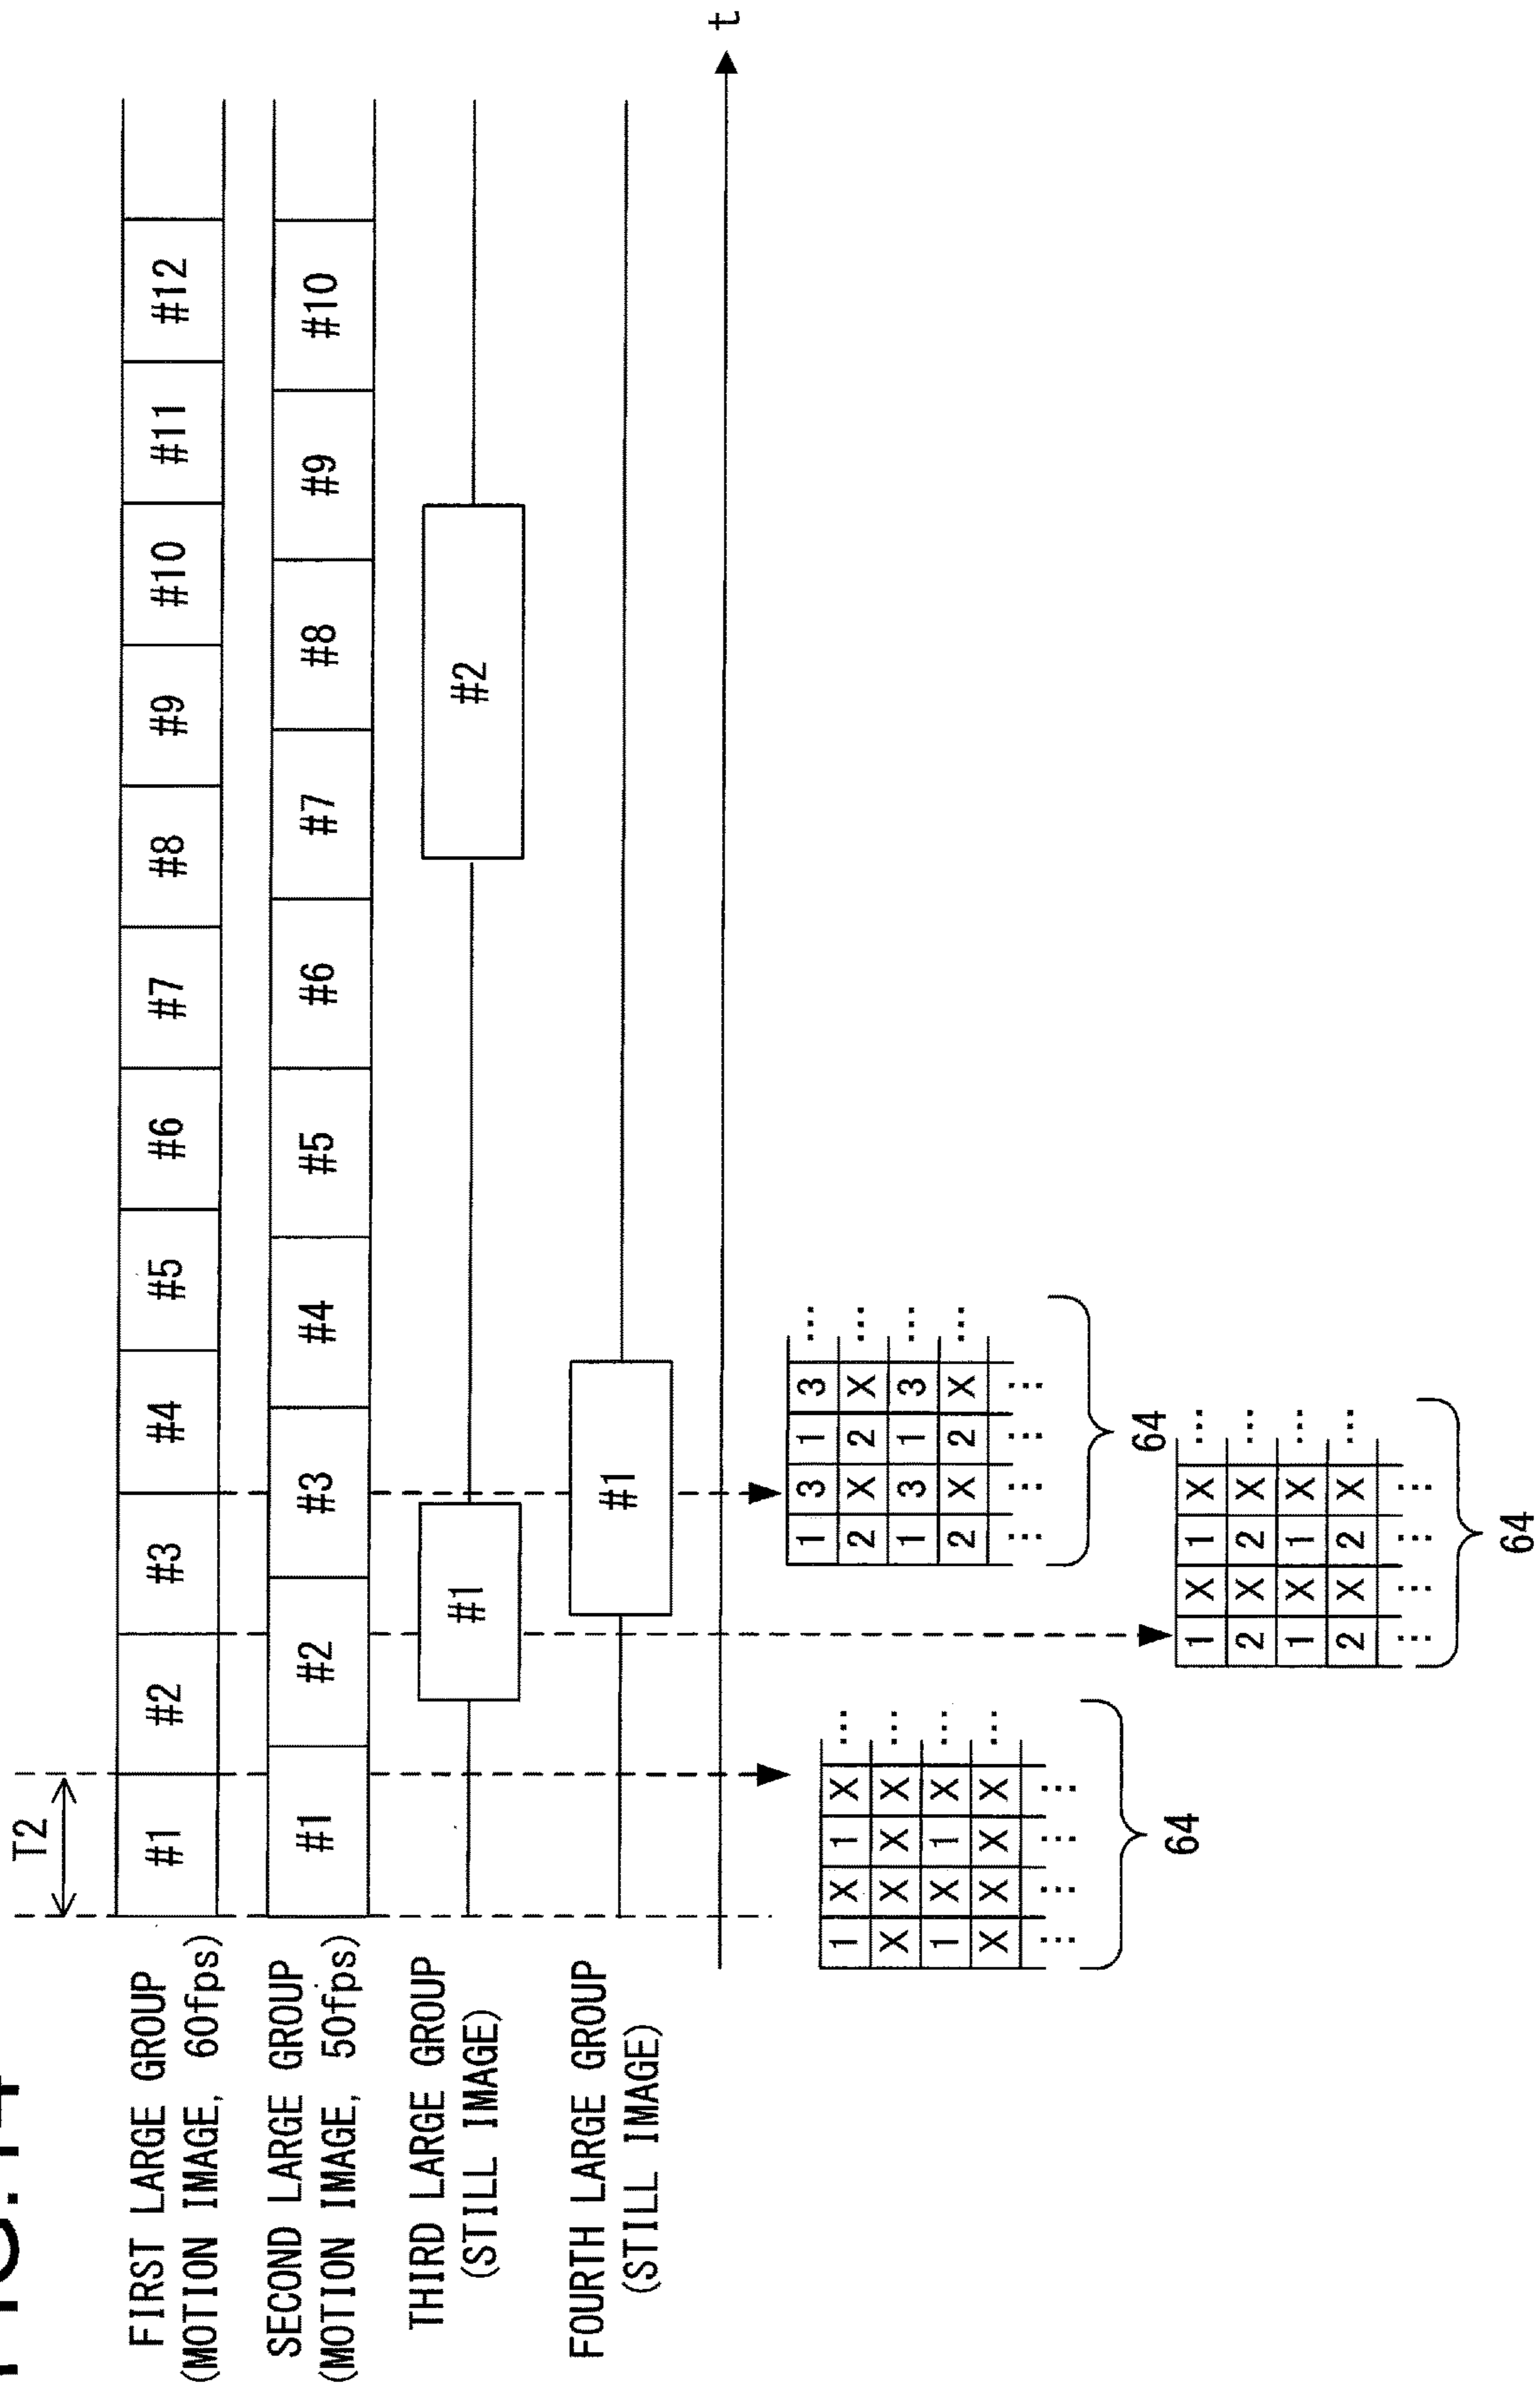 FIG. 14
T2
FIRST LARGE GROUP
(MOTION IMAGE, 60fps)
#1 #2 #3 #4 #5 #6 #7 #8 #9 #10 #11 #12
SECOND LARGE GROUP
(MOTION IMAGE, 50fps)
#1 #2 #3 #4 #5 #6 #7 #8 #9 #10
THIRD LARGE GROUP
(STILL IMAGE)
#1 #2
FOURTH LARGE GROUP
(STILL IMAGE)
#1
t
1 X 1 X ...
X X X X ...
1 X 1 X ...
X X X X ...
... ... ... ...
64
1 3 1 3 ...
2 X 2 X ...
1 3 1 3 ...
2 X 2 X ...
... ... ... ...
64
1 X 1 X ...
2 X 2 X ...
1 X 1 X ...
2 X 2 X ...
... ... ... ...
64